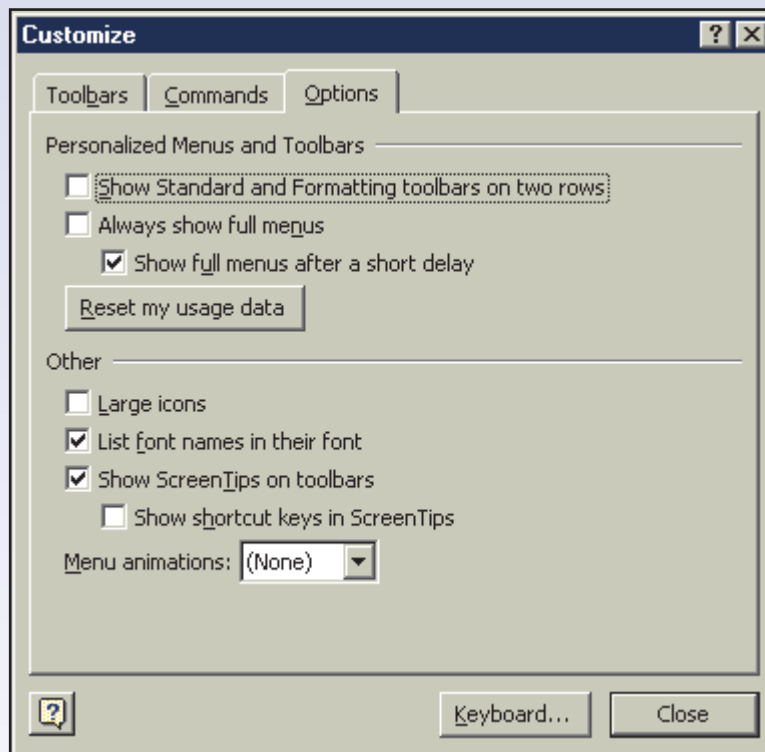 Customize
Toolbars Commands Options
Personalized Menus and Toolbars
Show Standard and Formatting toolbars on two rows
Always show full menus
Show full menus after a short delay
Reset my usage data
Other
Large icons
List font names in their font
Show ScreenTips on toolbars
Show shortcut keys in ScreenTips
Menu animations: (None)
Keyboard... Close